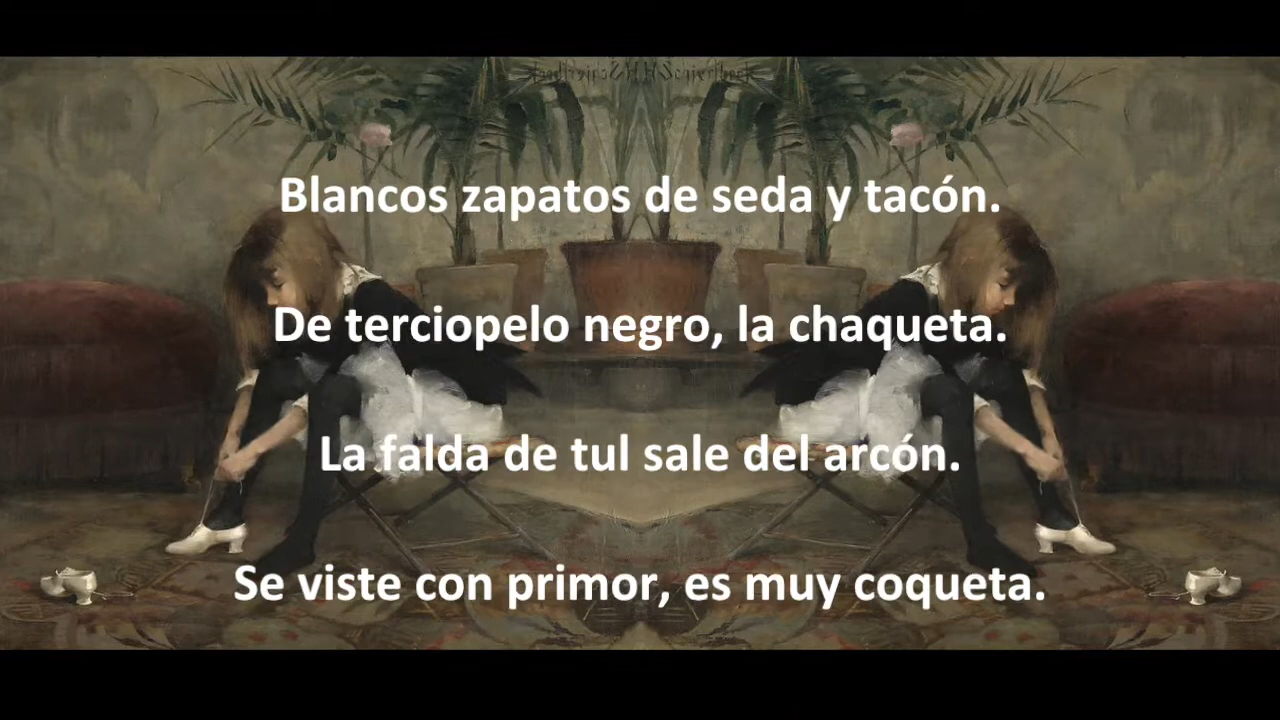 Blancos zapatos de seda y tacón.
De terciopelo negro, la chaqueta.
La falda de tul sale del arcón.
Se viste con primor, es muy coqueta.